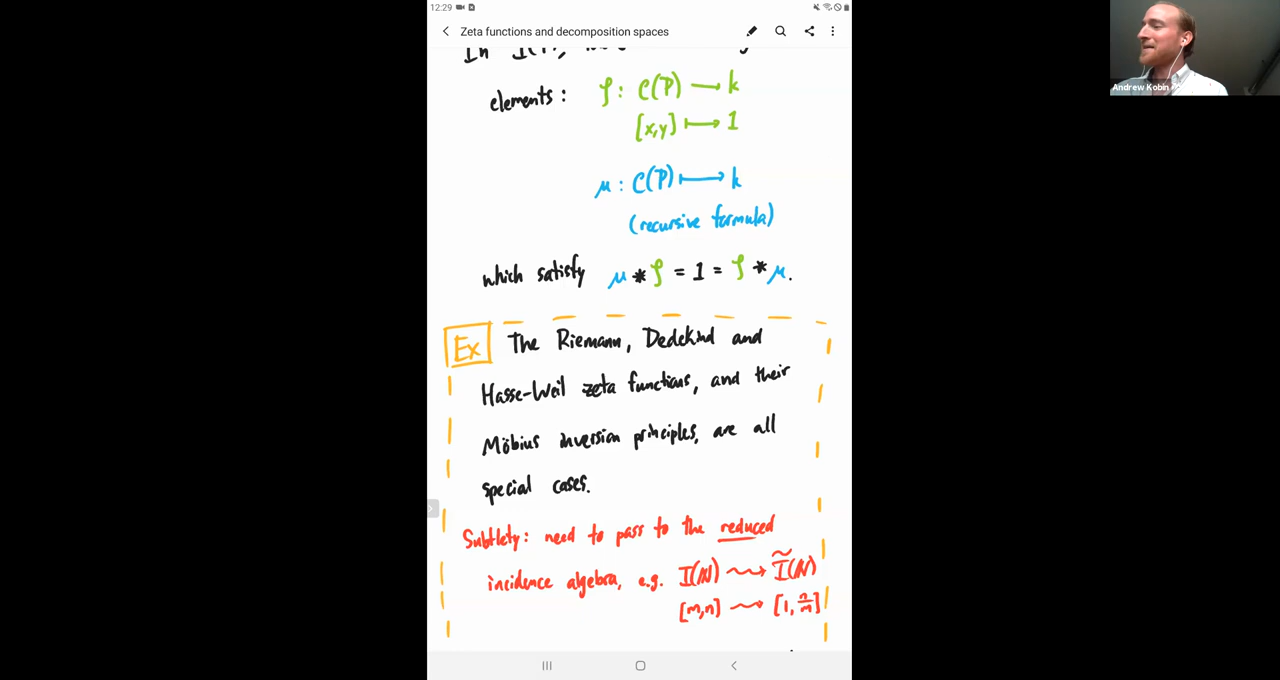 12:29
Zeta functions and decomposition spaces
elements: ζ: C(P) → k
[x,y] ↦ 1
μ: C(P) ↦ k
(recursive formula)
which satisfy μ * ζ = 1 = ζ * μ.
Ex The Riemann, Dedekind and
Hasse-Weil zeta functions, and their
Möbius inversion principles, are all
special cases.
Subtlety: need to pass to the reduced
incidence algebra, e.g. I(N) ⇝ Ĩ(N)
[m,n] ⇝ [1, n/m]
Andrew Kobin